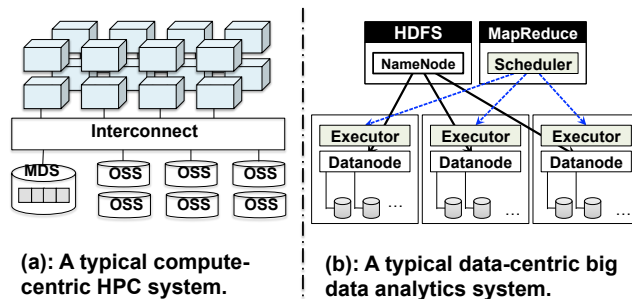 Interconnect
MDS
OSS OSS OSS
OSS OSS OSS
(a): A typical compute-
centric HPC system.
HDFS MapReduce
NameNode Scheduler
Executor Executor Executor
Datanode Datanode Datanode
... ... ...
(b): A typical data-centric big
data analytics system.